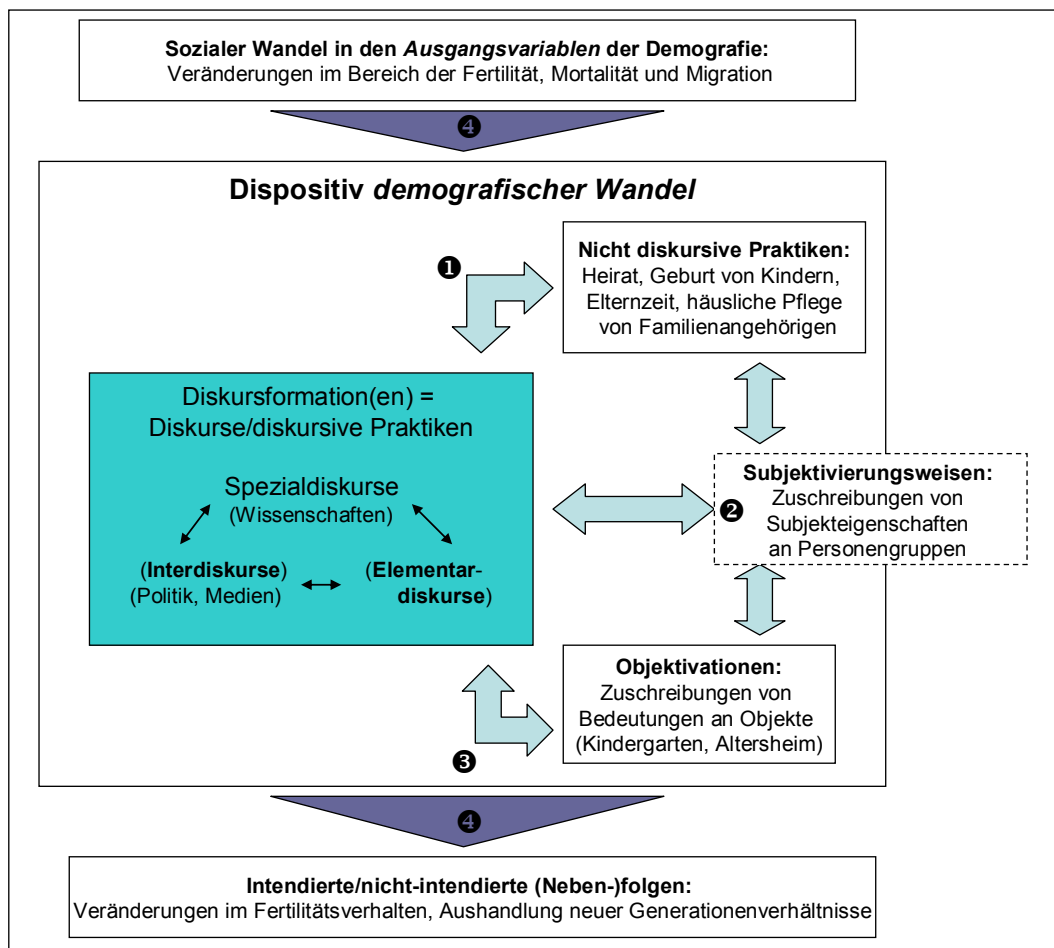 Sozialer Wandel in den Ausgangsvariablen der Demografie:
Veränderungen im Bereich der Fertilität, Mortalität und Migration
❹
Dispositiv demografischer Wandel
❶
Nicht diskursive Praktiken:
Heirat, Geburt von Kindern,
Elternzeit, häusliche Pflege
von Familienangehörigen
Diskursformation(en) =
Diskurse/diskursive Praktiken
Spezialdiskurse
(Wissenschaften)
(Interdiskurse) (Elementar-
(Politik, Medien) diskurse)
❷
Subjektivierungsweisen:
Zuschreibungen von
Subjekteigenschaften
an Personengruppen
Objektivationen:
Zuschreibungen von
Bedeutungen an Objekte
(Kindergarten, Altersheim)
❸
❹
Intendierte/nicht-intendierte (Neben-)folgen:
Veränderungen im Fertilitätsverhalten, Aushandlung neuer Generationenverhältnisse